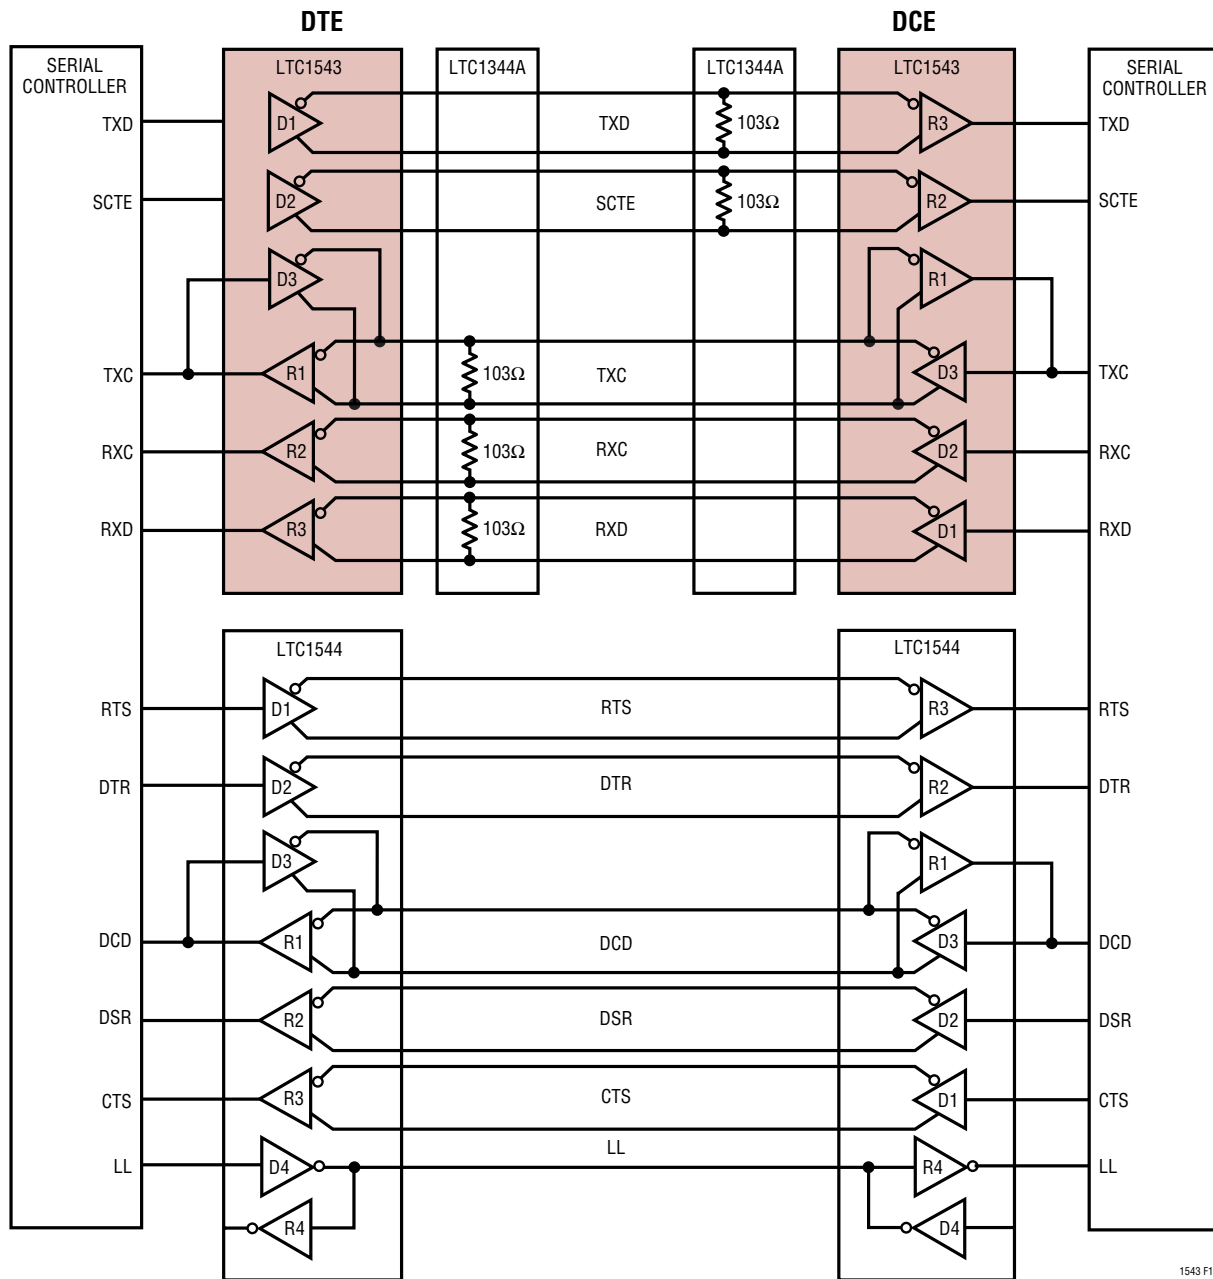 DTE
DCE
SERIAL
CONTROLLER
LTC1543
LTC1344A
LTC1344A
LTC1543
SERIAL
CONTROLLER
TXD
D1
TXD
103Ω
R3
TXD
SCTE
D2
SCTE
103Ω
R2
SCTE
D3
R1
TXC
R1
103Ω
TXC
D3
TXC
RXC
R2
103Ω
RXC
D2
RXC
RXD
R3
103Ω
RXD
D1
RXD
LTC1544
LTC1544
RTS
D1
RTS
R3
RTS
DTR
D2
DTR
R2
DTR
D3
R1
DCD
R1
DCD
D3
DCD
DSR
R2
DSR
D2
DSR
CTS
R3
CTS
D1
CTS
LL
D4
LL
R4
LL
R4
D4
1543 F1